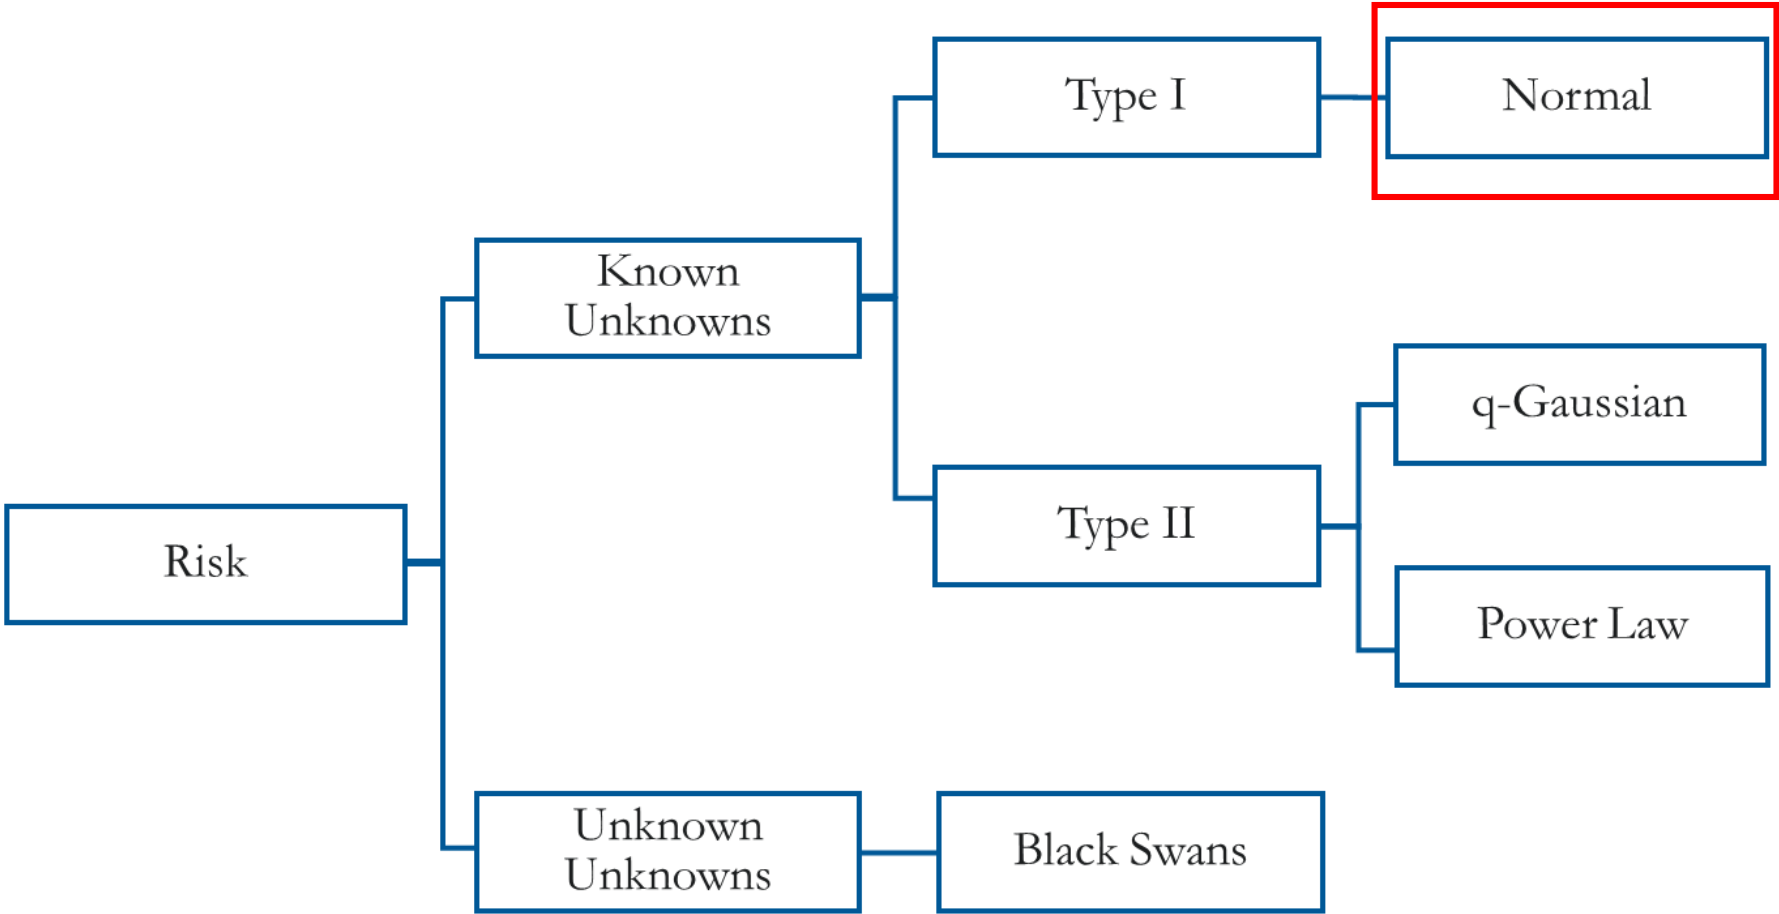 Type I
Normal
Known
Unknowns
q-Gaussian
Type II
Risk
Power Law
Unknown
Unknowns
Black Swans